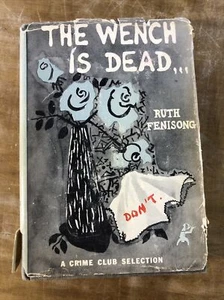 THE WENCH
IS DEAD...
RUTH
FENISONG
DON'T.
A CRIME CLUB SELECTION